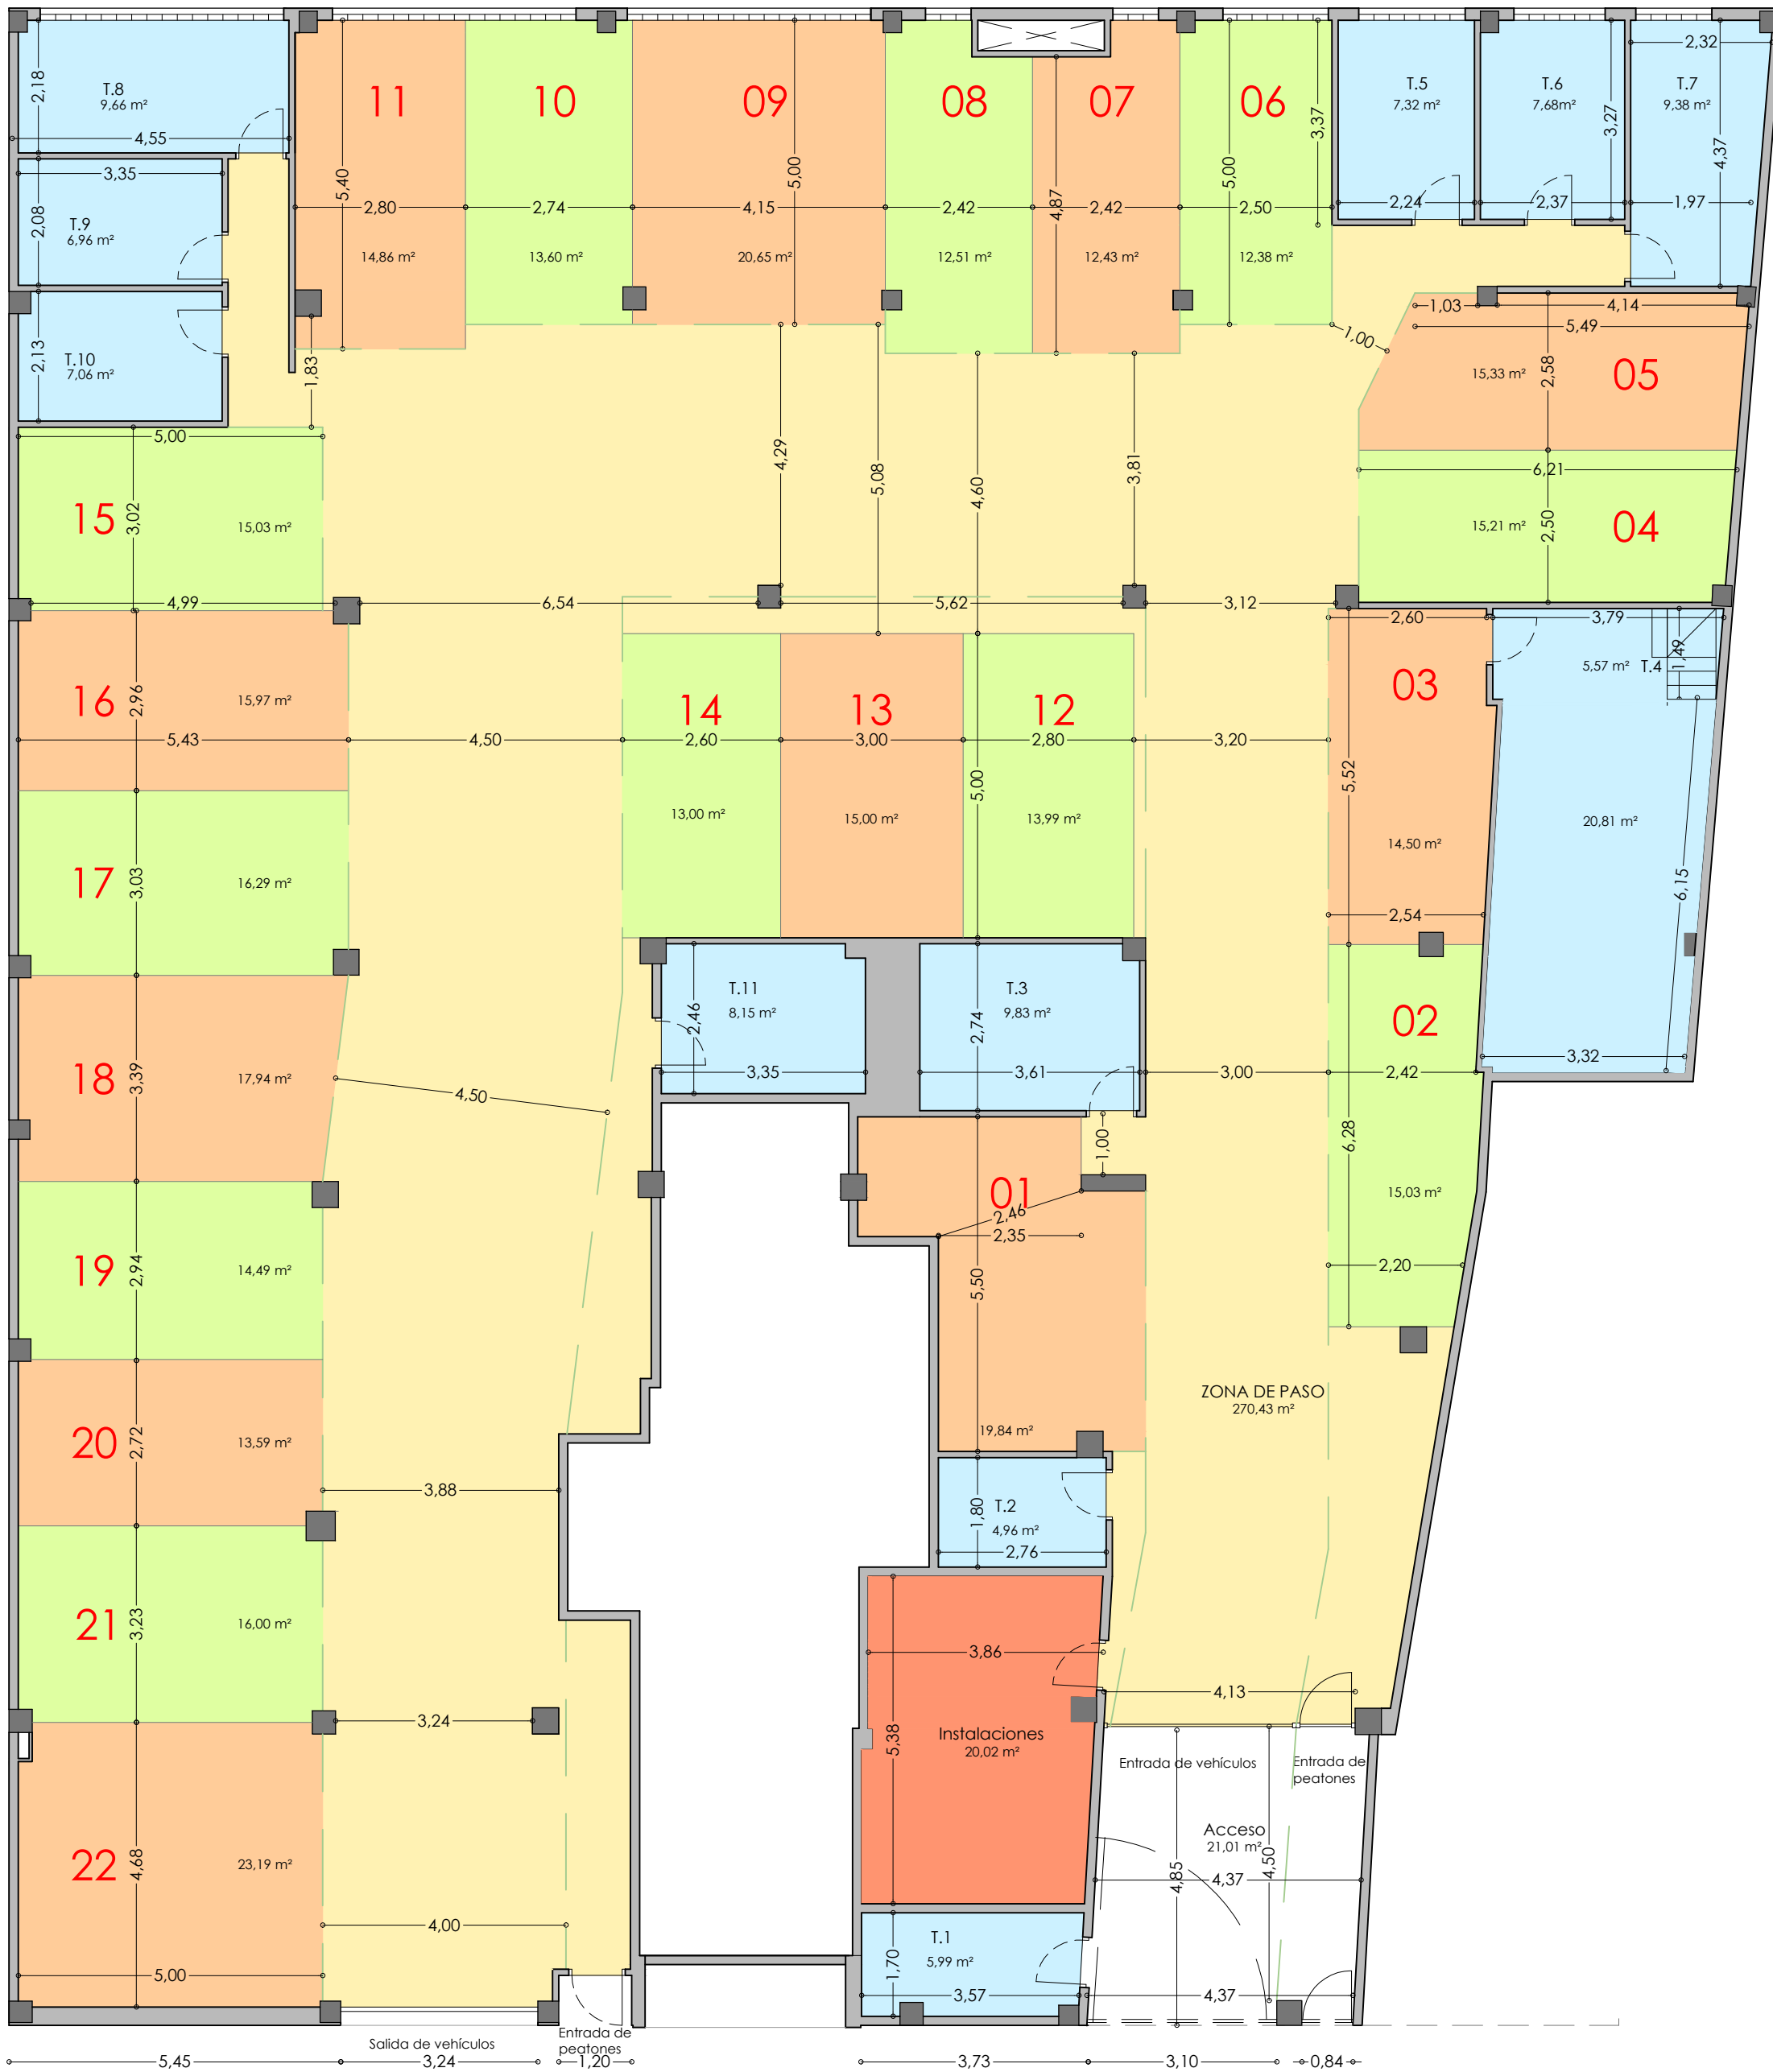 2,32
T.8
9,66 m²
2,18
4,55
11
10
09
08
07
06
3,37
T.5
7,32 m²
T.6
7,68m²
3,27
T.7
9,38 m²
4,37
3,35
T.9
6,96 m²
2,08
5,40
5,00
4,87
5,00
2,80
2,74
4,15
2,42
2,42
2,50
2,24
2,37
1,97
14,86 m²
13,60 m²
20,65 m²
12,51 m²
12,43 m²
12,38 m²
T.10
7,06 m²
2,13
1,83
1,03
4,14
5,49
1,00
15,33 m²
2,58
05
5,00
4,29
5,08
4,60
3,81
6,21
15
3,02
15,03 m²
15,21 m²
2,50
04
4,99
6,54
5,62
3,12
2,60
3,79
1,49
5,57 m²
T.4
16
2,96
15,97 m²
14
13
12
03
5,43
4,50
2,60
3,00
2,80
3,20
5,52
5,00
13,00 m²
15,00 m²
13,99 m²
14,50 m²
20,81 m²
17
3,03
16,29 m²
2,54
6,15
T.11
8,15 m²
2,46
T.3
9,83 m²
2,74
02
18
3,39
17,94 m²
4,50
3,35
3,61
3,00
2,42
3,32
1,00
6,28
01
2,46
2,35
15,03 m²
19
2,94
14,49 m²
5,50
2,20
ZONA DE PASO
270,43 m²
20
2,72
13,59 m²
19,84 m²
3,88
T.2
4,96 m²
1,80
2,76
21
3,23
16,00 m²
3,86
4,13
3,24
5,38
Instalaciones
20,02 m²
Entrada de vehículos
Entrada de
peatones
Acceso
21,01 m²
4,85
4,50
4,37
22
4,68
23,19 m²
4,00
T.1
5,99 m²
1,70
5,00
3,57
4,37
Salida de vehículos
Entrada de
peatones
5,45
3,24
1,20
3,73
3,10
0,84